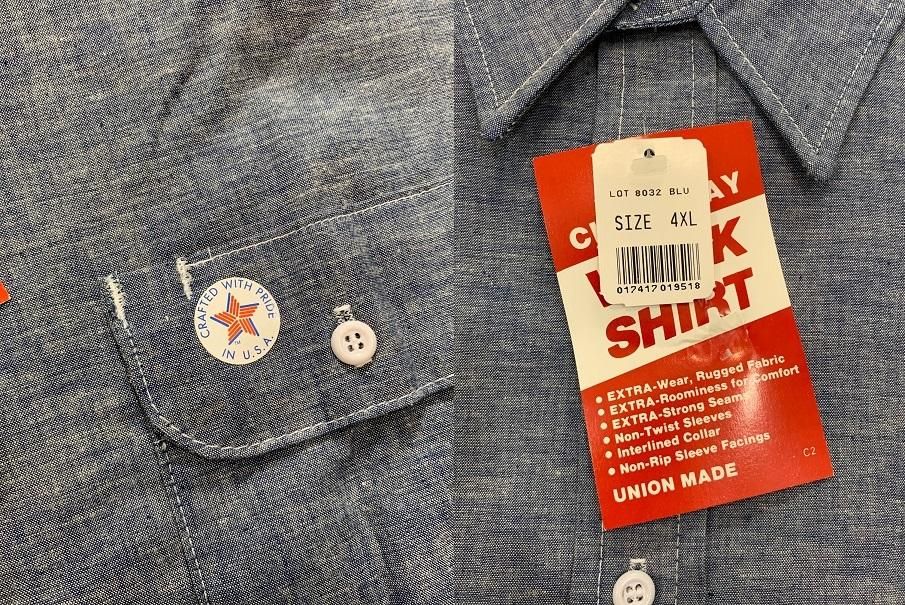 CRAFTED WITH PRIDE
IN U.S.A.
TM
LOT 8032 BLU
SIZE 4XL
017417019518
SHIRT
• EXTRA-Wear, Rugged Fabric
• EXTRA-Roominess for Comfort
• EXTRA-Strong Seams
• Non-Twist Sleeves
• Interlined Collar
• Non-Rip Sleeve Facings
UNION MADE
C2